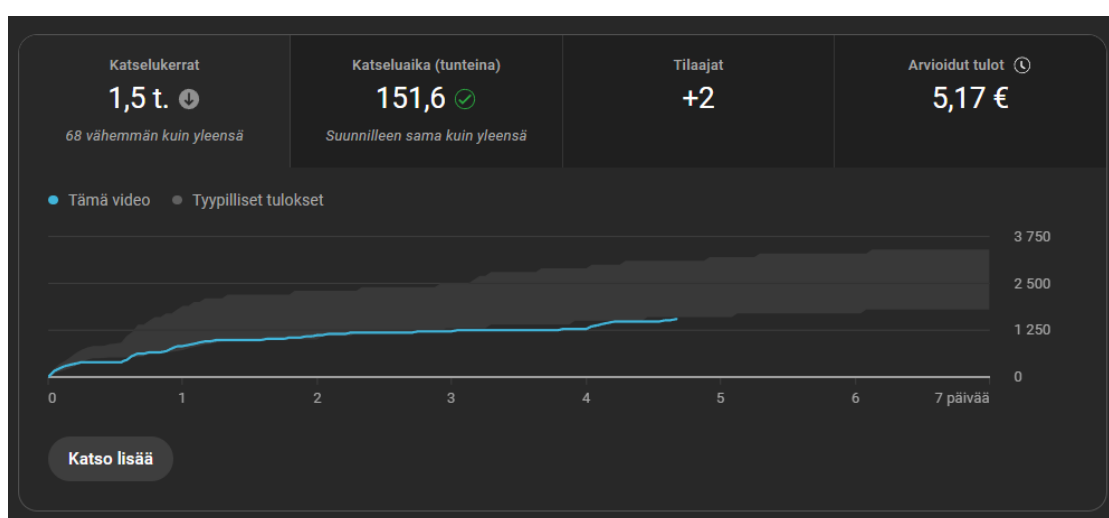 Katselukerrat
1,5 t.
68 vähemmän kuin yleensä
Katseluaika (tunteina)
151,6
Suunnilleen sama kuin yleensä
Tilaajat
+2
Arvioidut tulot
5,17 €
Tämä video
Tyypilliset tulokset
3 750
2 500
1 250
0
0 1 2 3 4 5 6 7 päivää
Katso lisää